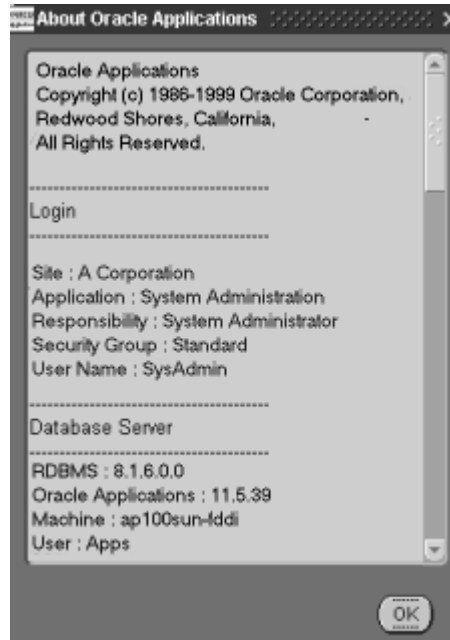 About Oracle Applications
Oracle Applications
Copyright (c) 1986-1999 Oracle Corporation,
Redwood Shores, California,
All Rights Reserved.
----------------------------------------
Login
----------------------------------------
Site : A Corporation
Application : System Administration
Responsibility : System Administrator
Security Group : Standard
User Name : SysAdmin
----------------------------------------
Database Server
----------------------------------------
RDBMS : 8.1.6.0.0
Oracle Applications : 11.5.39
Machine : ap100sun-fddi
User : Apps
OK